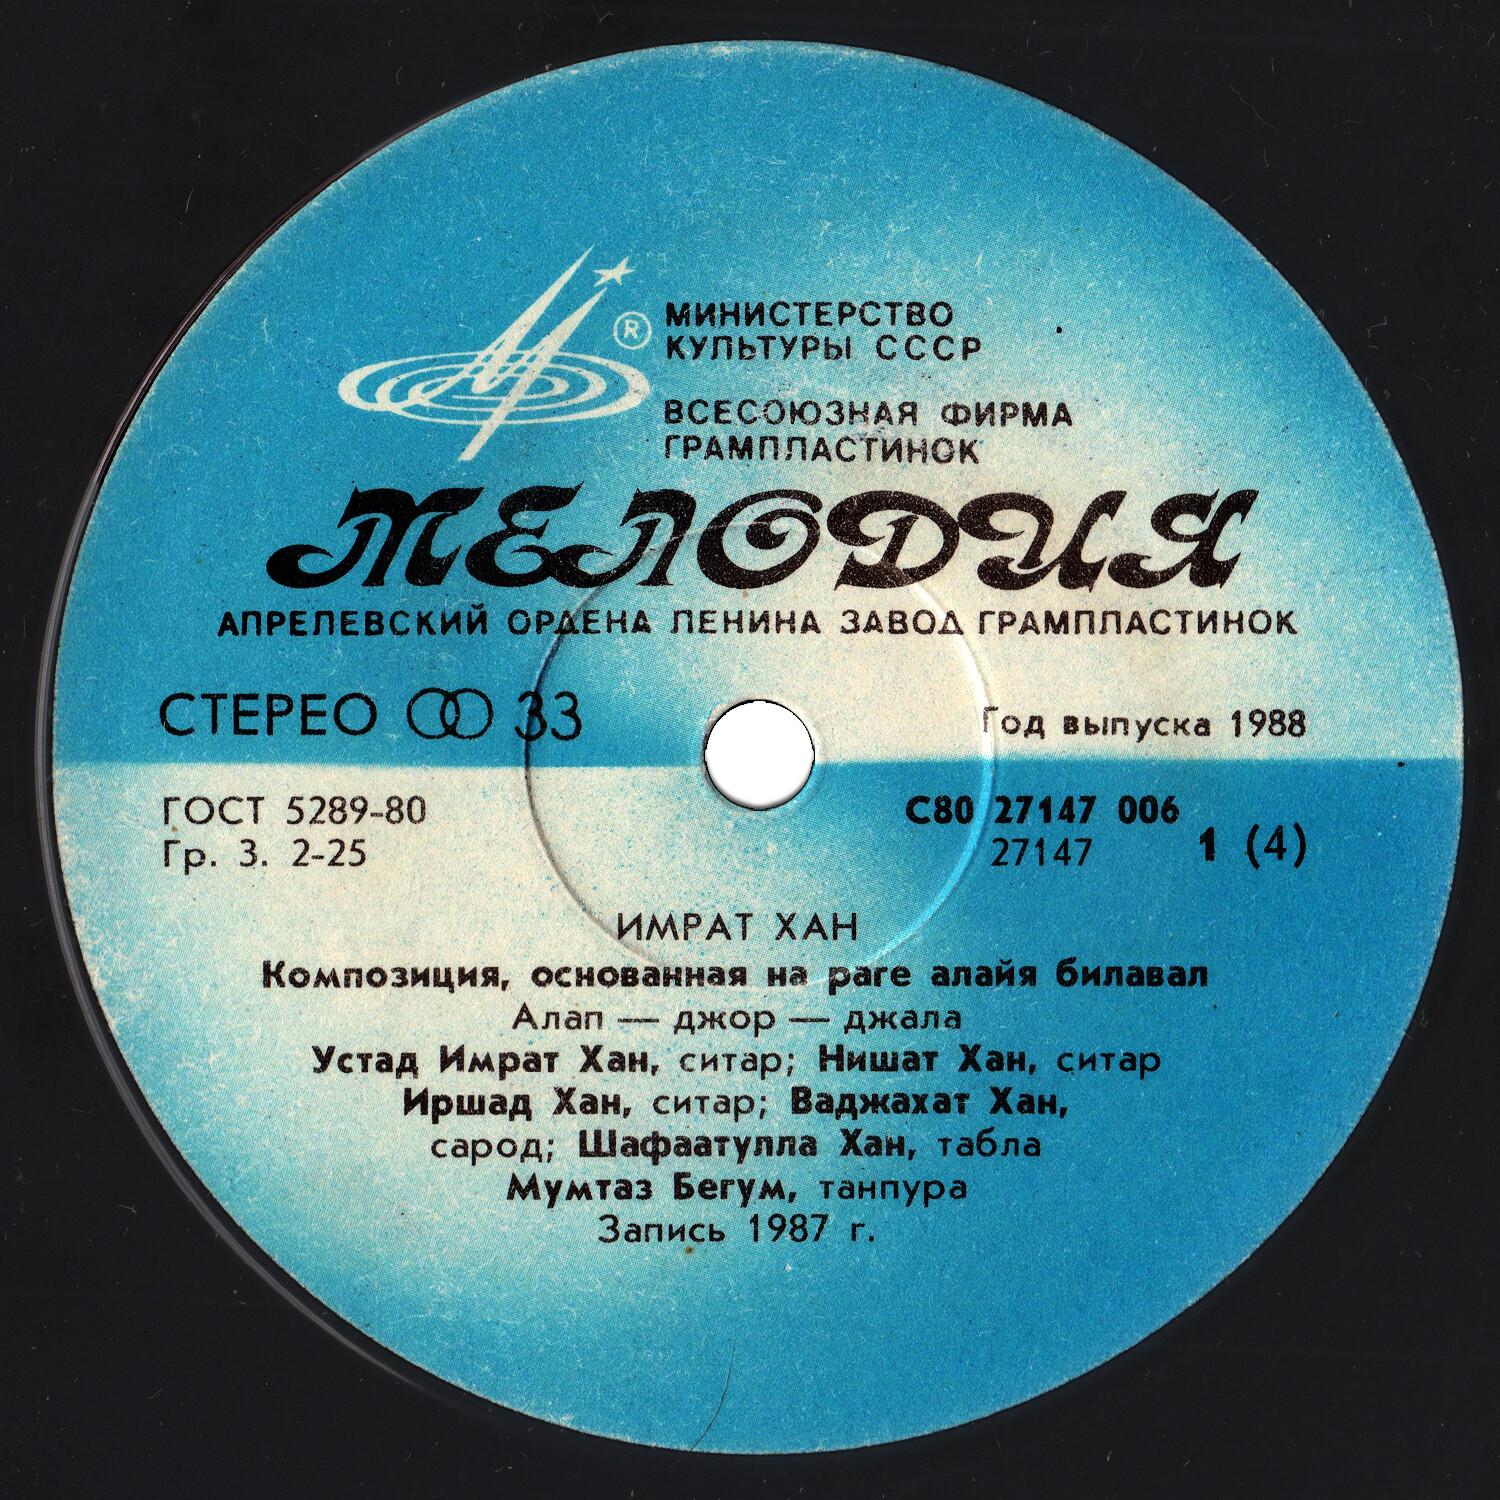 ®
МИНИСТЕРСТВО
КУЛЬТУРЫ СССР
ВСЕСОЮЗНАЯ ФИРМА
ГРАМПЛАСТИНОК
МЕЛОДИЯ
АПРЕЛЕВСКИЙ ОРДЕНА ЛЕНИНА ЗАВОД ГРАМПЛАСТИНОК
СТЕРЕО 33 Год выпуска 1988
ГОСТ 5289-80 С80 27147 006
Гр. 3. 2-25 27147 1 (4)
ИМРАТ ХАН
Композиция, основанная на раге алайя билавал
Алап — джор — джала
Устад Имрат Хан, ситар; Нишат Хан, ситар
Иршад Хан, ситар; Ваджахат Хан,
сарод; Шафаатулла Хан, табла
Мумтаз Бегум, танпура
Запись 1987 г.